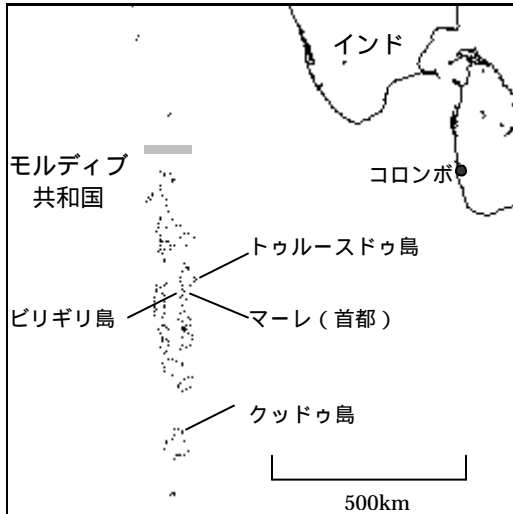 インド
コロンボ
モルディブ
共和国
トゥルースドゥ島
ビリギリ島
マーレ（首都）
クッドゥ島
500km